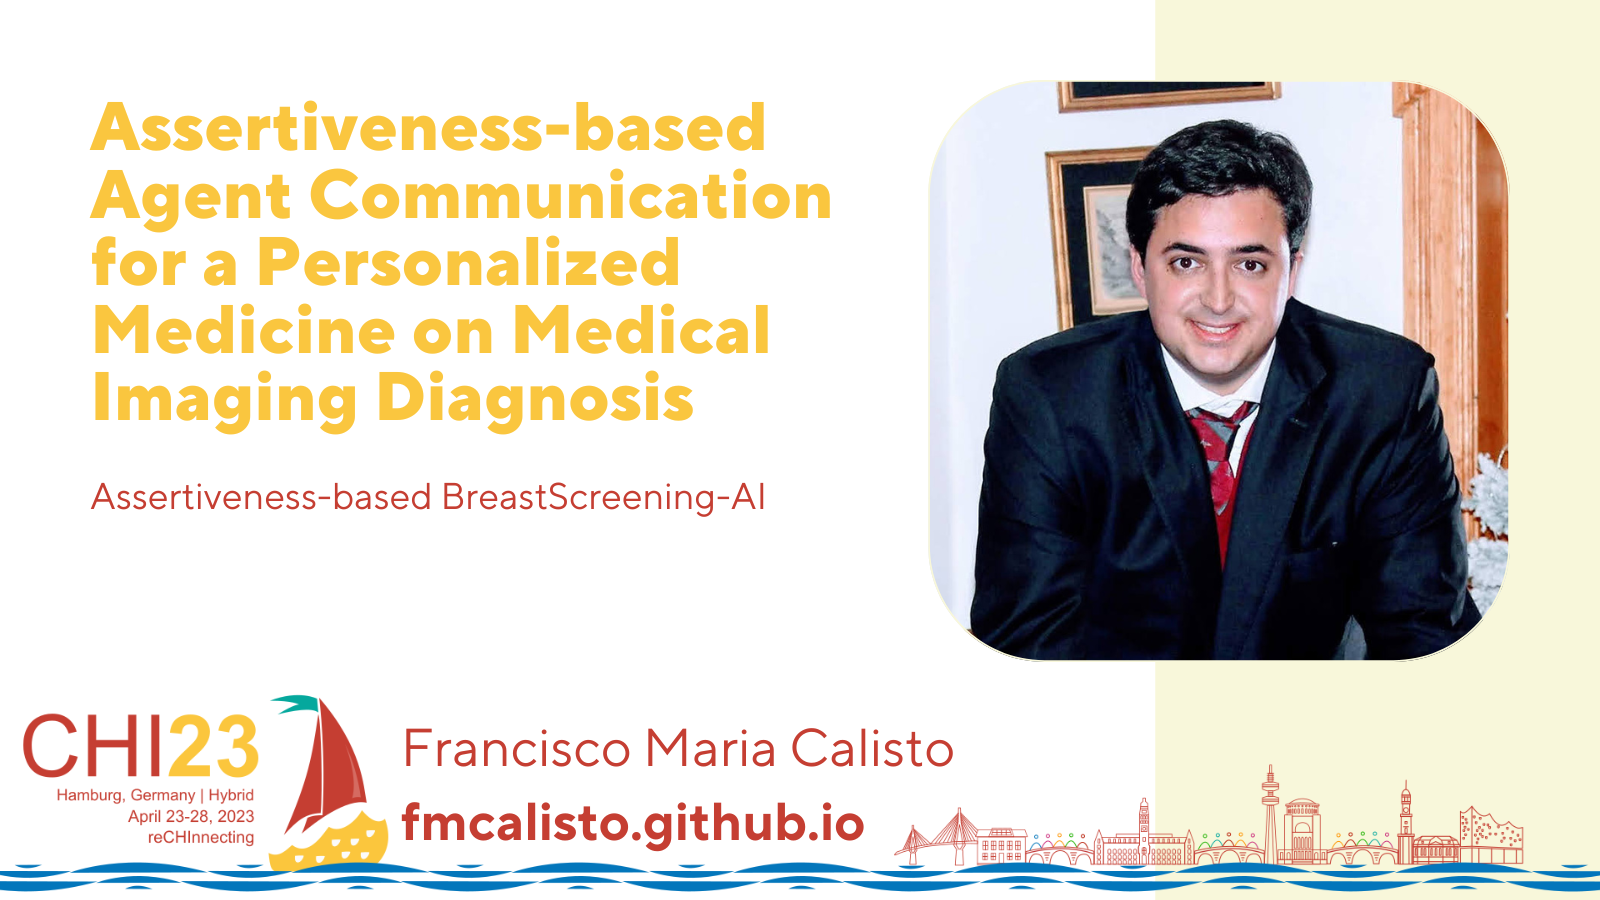 Assertiveness-based
Agent Communication
for a Personalized
Medicine on Medical
Imaging Diagnosis
Assertiveness-based BreastScreening-AI
CHI23
Hamburg, Germany | Hybrid
April 23-28, 2023
reCHInnecting
Francisco Maria Calisto
fmcalisto.github.io